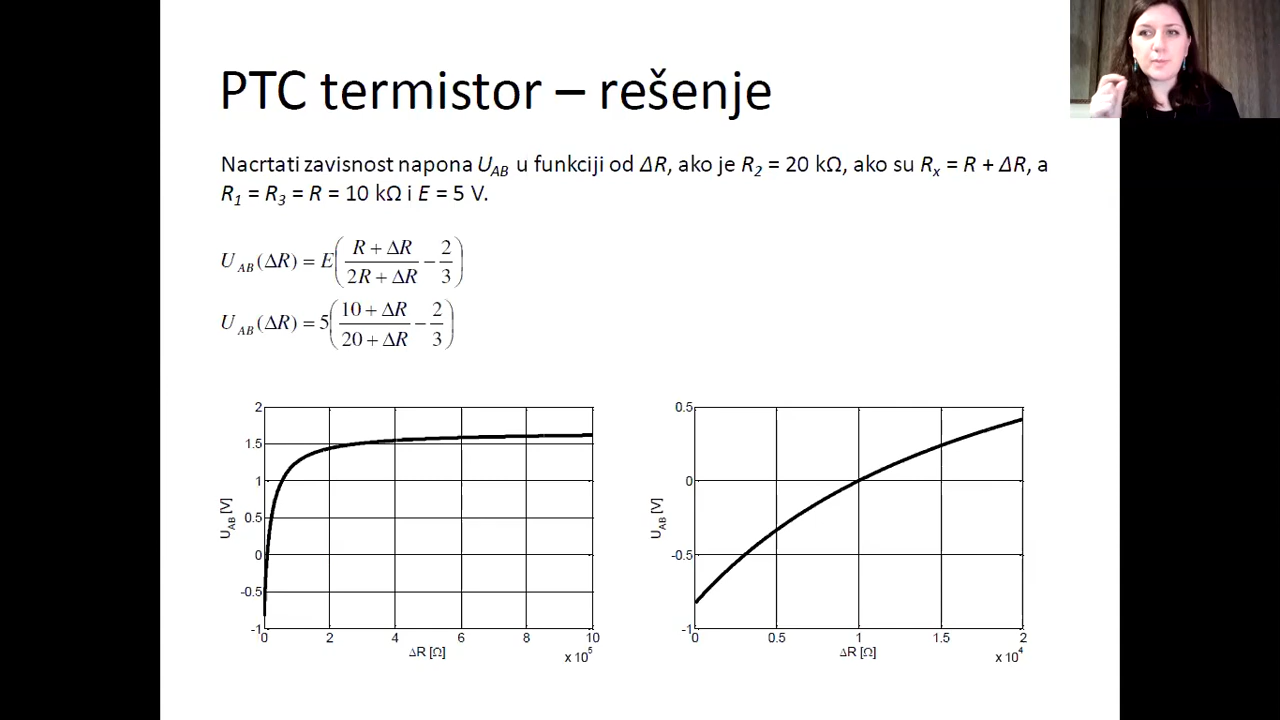 PTC termistor – rešenje
Nacrtati zavisnost napona U_AB u funkciji od ΔR, ako je R_2 = 20 kΩ, ako su R_x = R + ΔR, a
R_1 = R_3 = R = 10 kΩ i E = 5 V.
U_AB(ΔR) = E( (R + ΔR)/(2R + ΔR) − 2/3 )
U_AB(ΔR) = 5( (10 + ΔR)/(20 + ΔR) − 2/3 )
2
1.5
1
0.5
0
-0.5
-1
U_AB [V]
0 2 4 6 8 10
ΔR [Ω]
x 10^5
0.5
0
-0.5
-1
U_AB [V]
0 0.5 1 1.5 2
ΔR [Ω]
x 10^4